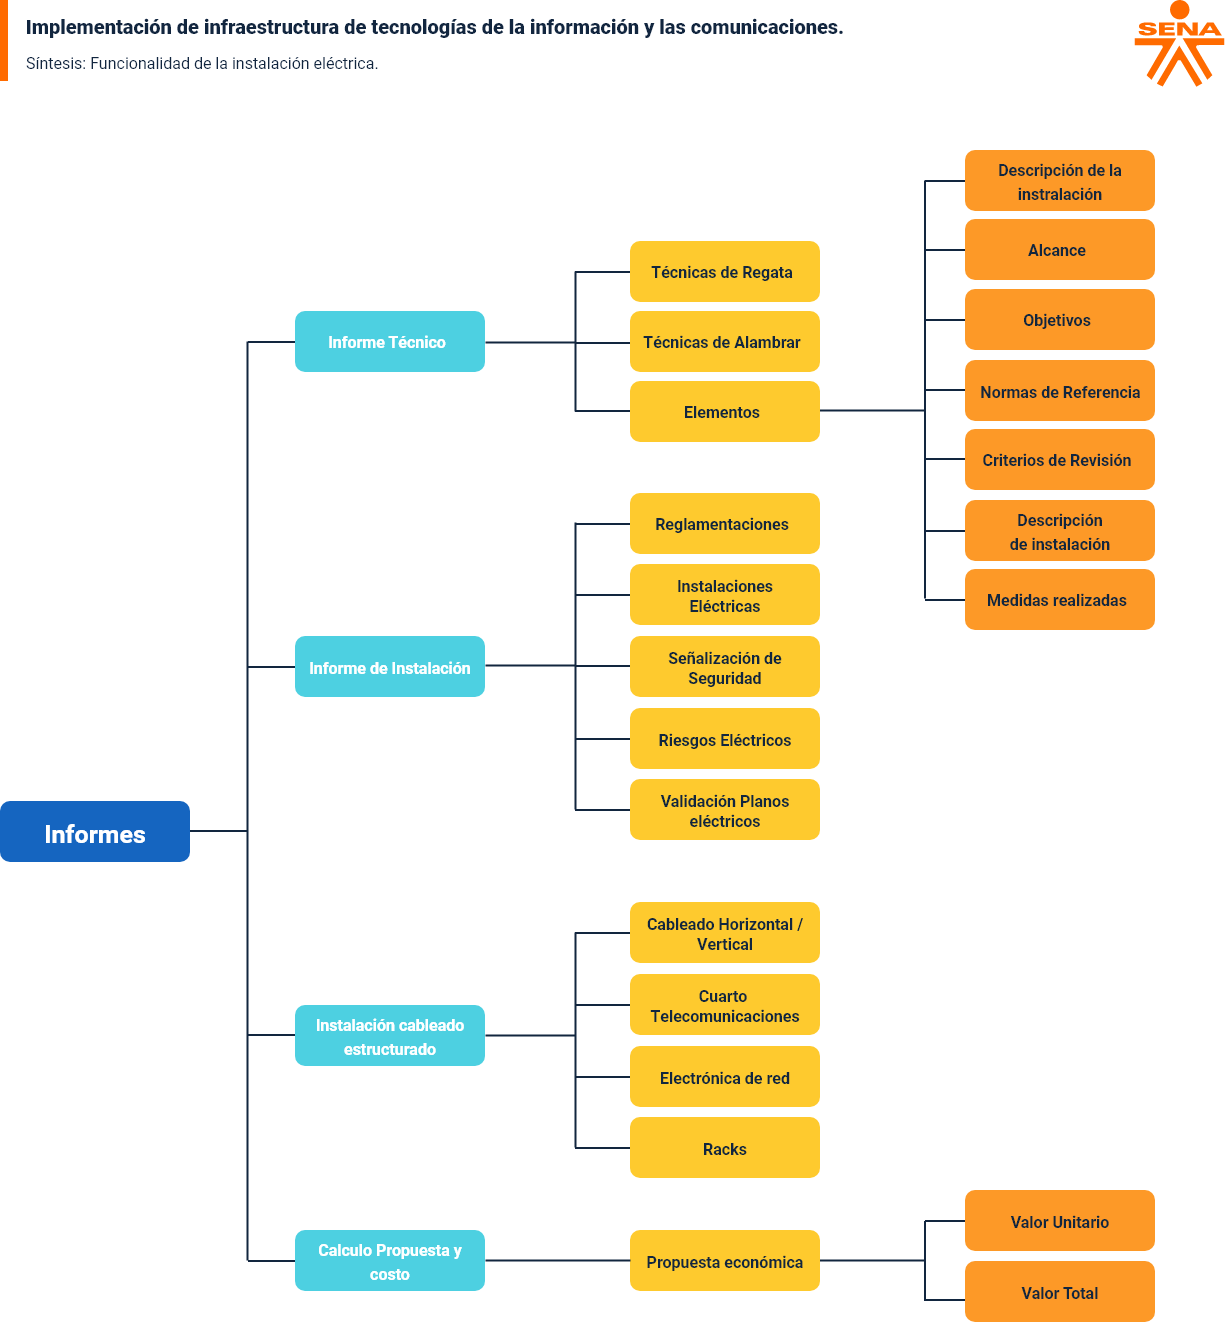 Implementación de infraestructura de tecnologías de la información y las comunicaciones.
Síntesis: Funcionalidad de la instalación eléctrica.
SENA
Informes
Informe Técnico
Técnicas de Regata
Técnicas de Alambrar
Elementos
Descripción de la
instralación
Alcance
Objetivos
Normas de Referencia
Criterios de Revisión
Descripción
de instalación
Medidas realizadas
Informe de Instalación
Reglamentaciones
Instalaciones
Eléctricas
Señalización de
Seguridad
Riesgos Eléctricos
Validación Planos
eléctricos
Instalación cableado
estructurado
Cableado Horizontal /
Vertical
Cuarto
Telecomunicaciones
Electrónica de red
Racks
Calculo Propuesta y
costo
Propuesta económica
Valor Unitario
Valor Total